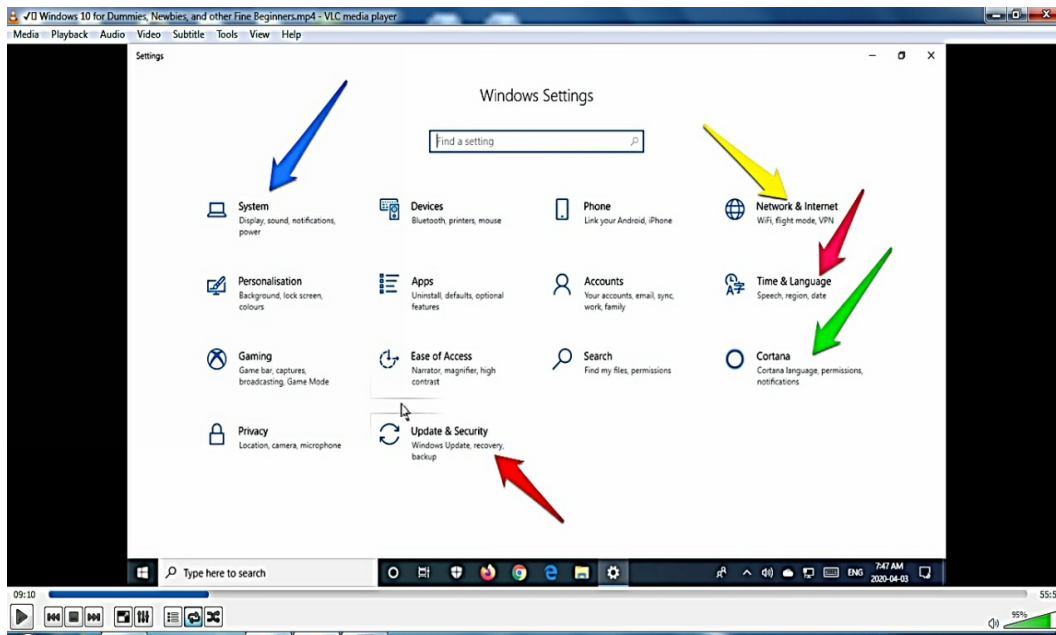 √▯ Windows 10 for Dummies, Newbies, and other Fine Beginners.mp4 - VLC media player
Media Playback Audio Video Subtitle Tools View Help
Settings
Windows Settings
Find a setting
System
Display, sound, notifications,
power
Devices
Bluetooth, printers, mouse
Phone
Link your Android, iPhone
Network & Internet
WiFi, flight mode, VPN
Personalisation
Background, lock screen,
colours
Apps
Uninstall, defaults, optional
features
Accounts
Your accounts, email, sync,
work, family
Time & Language
Speech, region, date
Gaming
Game bar, captures,
broadcasting, Game Mode
Ease of Access
Narrator, magnifier, high
contrast
Search
Find my files, permissions
Cortana
Cortana language, permissions,
notifications
Privacy
Location, camera, microphone
Update & Security
Windows Update, recovery,
backup
Type here to search
ENG
7:47 AM
2020-04-03
09:10
95%